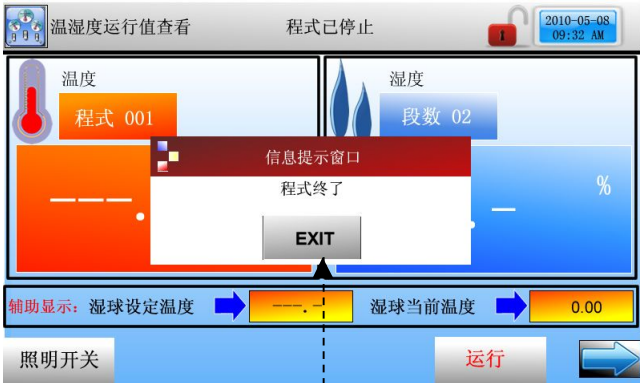 温湿度运行值查看
程式已停止
1
2010-05-08
09:32 AM
温度
程式 001
湿度
段数 02
信息提示窗口
程式终了
EXIT
---.
.-
%
辅助显示: 湿球设定温度
---.-
湿球当前温度
0.00
照明开关
运行